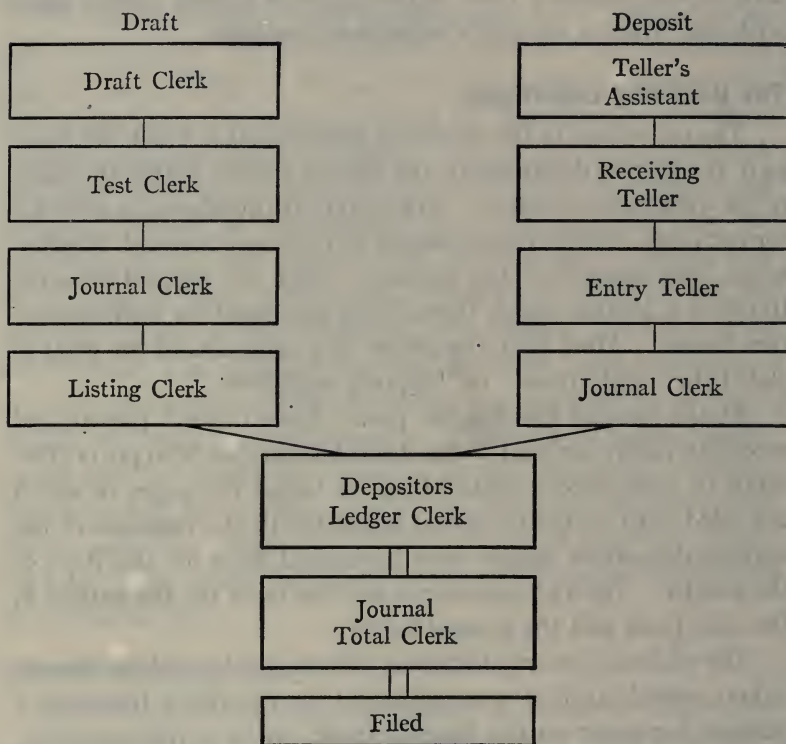 Draft
Draft Clerk
Test Clerk
Journal Clerk
Listing Clerk
Deposit
Teller's
Assistant
Receiving
Teller
Entry Teller
Journal Clerk
Depositors
Ledger Clerk
Journal
Total Clerk
Filed